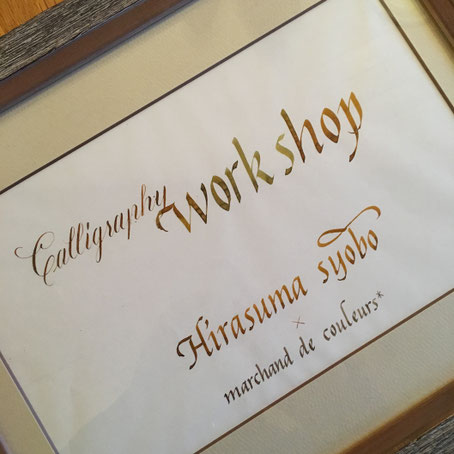 Calligraphy workshop
Hirasuma syobo
×
marchand de couleurs*